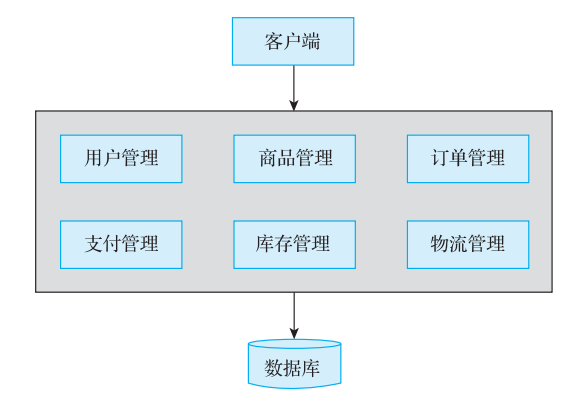 客户端
用户管理
商品管理
订单管理
支付管理
库存管理
物流管理
数据库